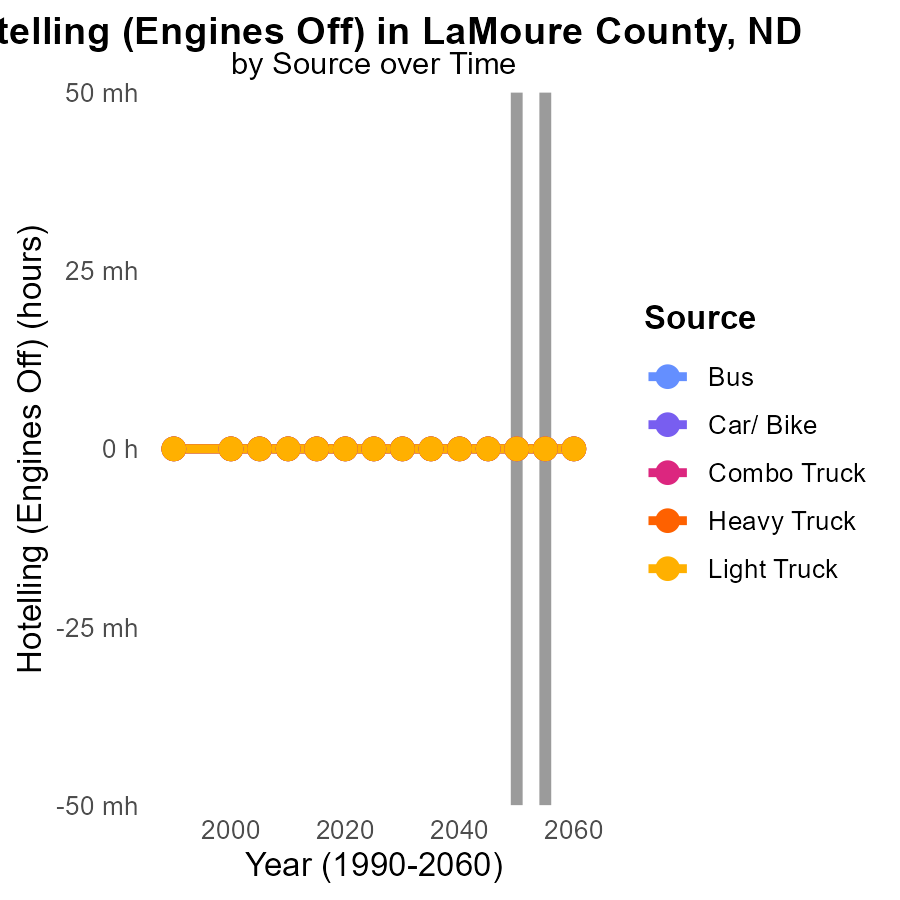 telling (Engines Off) in LaMoure County, ND
by Source over Time
50 mh
25 mh
0 h
-25 mh
-50 mh
Hotelling (Engines Off) (hours)
2000 2020 2040 2060
Year (1990-2060)
Source
Bus
Car/ Bike
Combo Truck
Heavy Truck
Light Truck